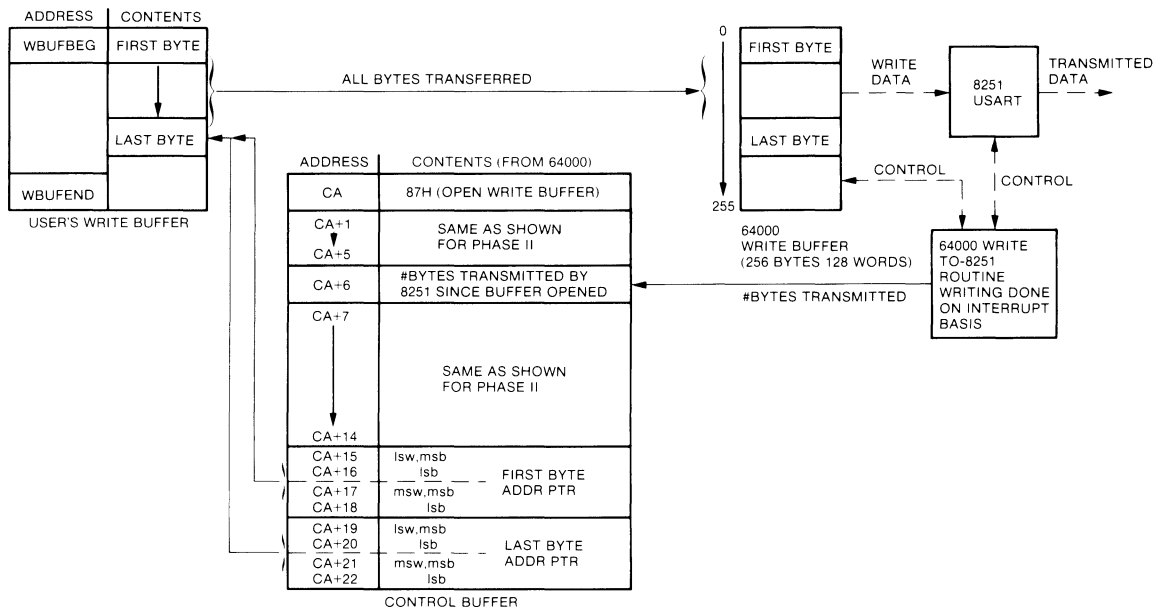 ADDRESS CONTENTS
WBUFBEG FIRST BYTE
LAST BYTE
WBUFEND
USER'S WRITE BUFFER
ALL BYTES TRANSFERRED
0
FIRST BYTE
LAST BYTE
255
64000
WRITE BUFFER
(256 BYTES 128 WORDS)
WRITE
DATA
8251
USART
TRANSMITTED
DATA
CONTROL
CONTROL
64000 WRITE
TO-8251
ROUTINE
WRITING DONE
ON INTERRUPT
BASIS
#BYTES TRANSMITTED
ADDRESS CONTENTS (FROM 64000)
CA 87H (OPEN WRITE BUFFER)
CA+1
CA+5
SAME AS SHOWN
FOR PHASE II
CA+6
#BYTES TRANSMITTED BY
8251 SINCE BUFFER OPENED
CA+7
SAME AS SHOWN
FOR PHASE II
CA+14
CA+15 lsw,msb
CA+16 lsb
CA+17 msw,msb
CA+18 lsb
FIRST BYTE
ADDR PTR
CA+19 lsw,msb
CA+20 lsb
CA+21 msw,msb
CA+22 lsb
LAST BYTE
ADDR PTR
CONTROL BUFFER